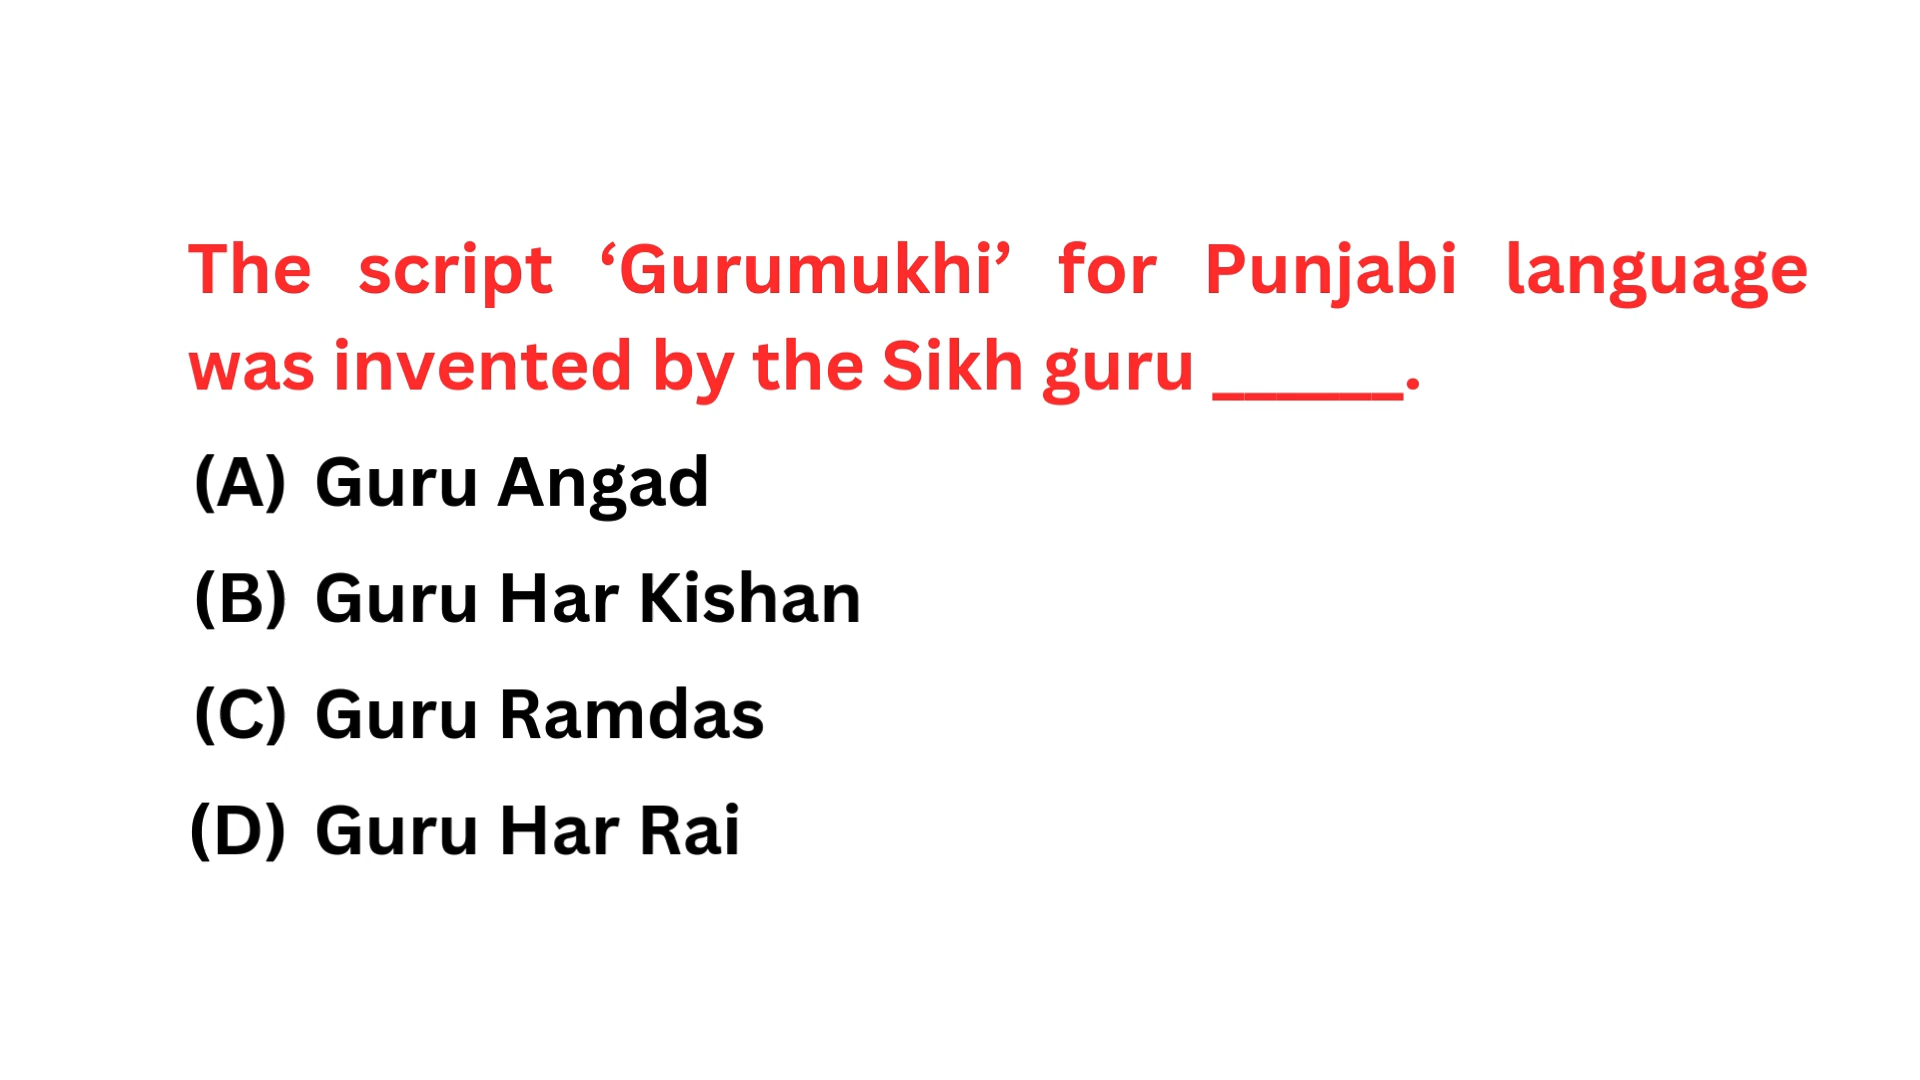 The script ‘Gurumukhi’ for Punjabi language
was invented by the Sikh guru ______.
(A) Guru Angad
(B) Guru Har Kishan
(C) Guru Ramdas
(D) Guru Har Rai